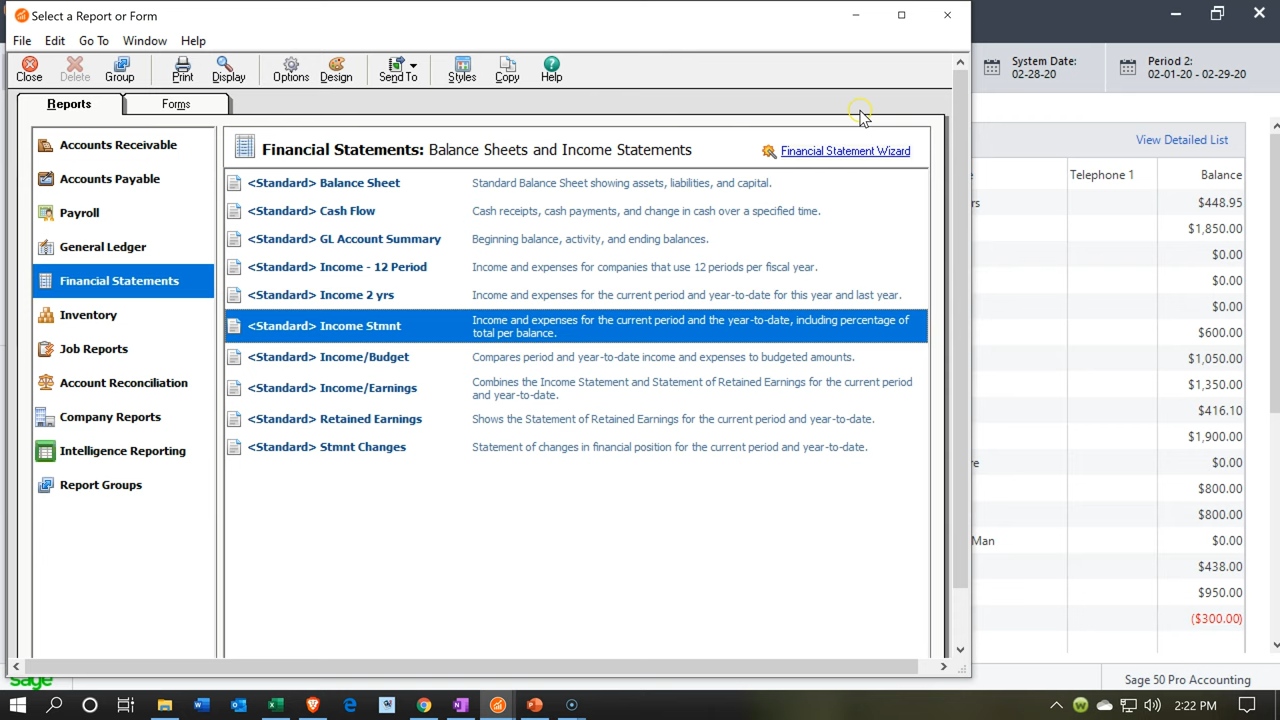 Select a Report or Form
File Edit Go To Window Help
Close Delete Group Print Display Options Design Send To Styles Copy Help
Reports Forms
Accounts Receivable
Accounts Payable
Payroll
General Ledger
Financial Statements
Inventory
Job Reports
Account Reconciliation
Company Reports
Intelligence Reporting
Report Groups
Financial Statements: Balance Sheets and Income Statements
Financial Statement Wizard
<Standard> Balance Sheet Standard Balance Sheet showing assets, liabilities, and capital.
<Standard> Cash Flow Cash receipts, cash payments, and change in cash over a specified time.
<Standard> GL Account Summary Beginning balance, activity, and ending balances.
<Standard> Income - 12 Period Income and expenses for companies that use 12 periods per fiscal year.
<Standard> Income 2 yrs Income and expenses for the current period and year-to-date for this year and last year.
<Standard> Income Stmnt Income and expenses for the current period and the year-to-date, including percentage of
total per balance.
<Standard> Income/Budget Compares period and year-to-date income and expenses to budgeted amounts.
<Standard> Income/Earnings Combines the Income Statement and Statement of Retained Earnings for the current period
and year-to-date.
<Standard> Retained Earnings Shows the Statement of Retained Earnings for the current period and year-to-date.
<Standard> Stmnt Changes Statement of changes in financial position for the current period and year-to-date.
System Date:
02-28-20
Period 2:
02-01-20 - 02-29-20
View Detailed List
Telephone 1 Balance
rs $448.95
$1,850.00
$0.00
$0.00
$0.00
$600.00
$1,050.00
$1,350.00
$416.10
$1,900.00
re $0.00
$800.00
$800.00
Man $0.00
$438.00
$950.00
($300.00)
sage
Sage 50 Pro Accounting
2:22 PM